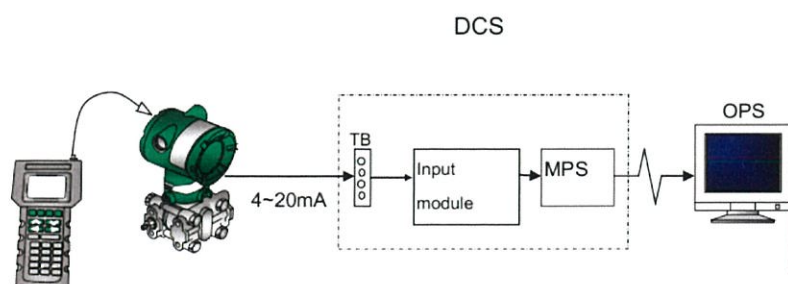 DCS
OPS
TB
Input
module
MPS
4~20mA